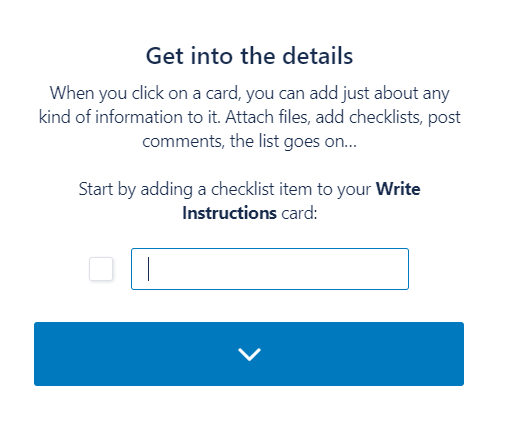 Get into the details
When you click on a card, you can add just about any
kind of information to it. Attach files, add checklists, post
comments, the list goes on...
Start by adding a checklist item to your Write
Instructions card: